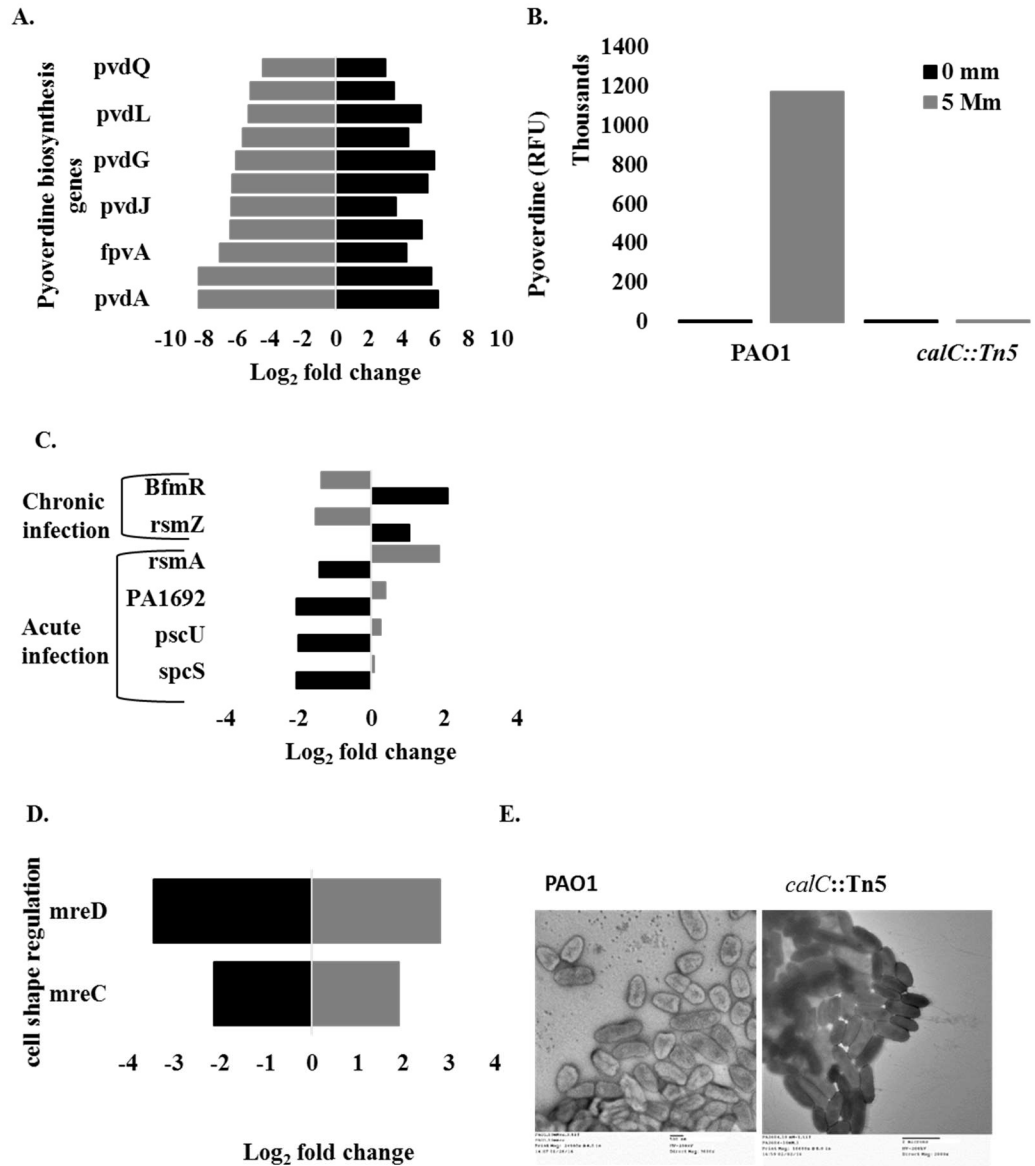 A.
pvdQ
pvdL
pvdG
pvdJ
fpvA
pvdA
Pyoverdine biosynthesis
genes
-10 -8 -6 -4 -2 0 2 4 6 8 10
Log2 fold change
B.
1400
1200
1000
800
600
400
200
0
Pyoverdine (RFU)
Thousands
0 mm
5 Mm
PAO1
calC::Tn5
C.
Chronic
infection
BfmR
rsmZ
Acute
infection
rsmA
PA1692
pscU
spcS
-4 -2 0 2 4
Log2 fold change
D.
cell shape regulation
mreD
mreC
-4 -3 -2 -1 0 1 2 3 4
Log2 fold change
E.
PAO1
calC::Tn5